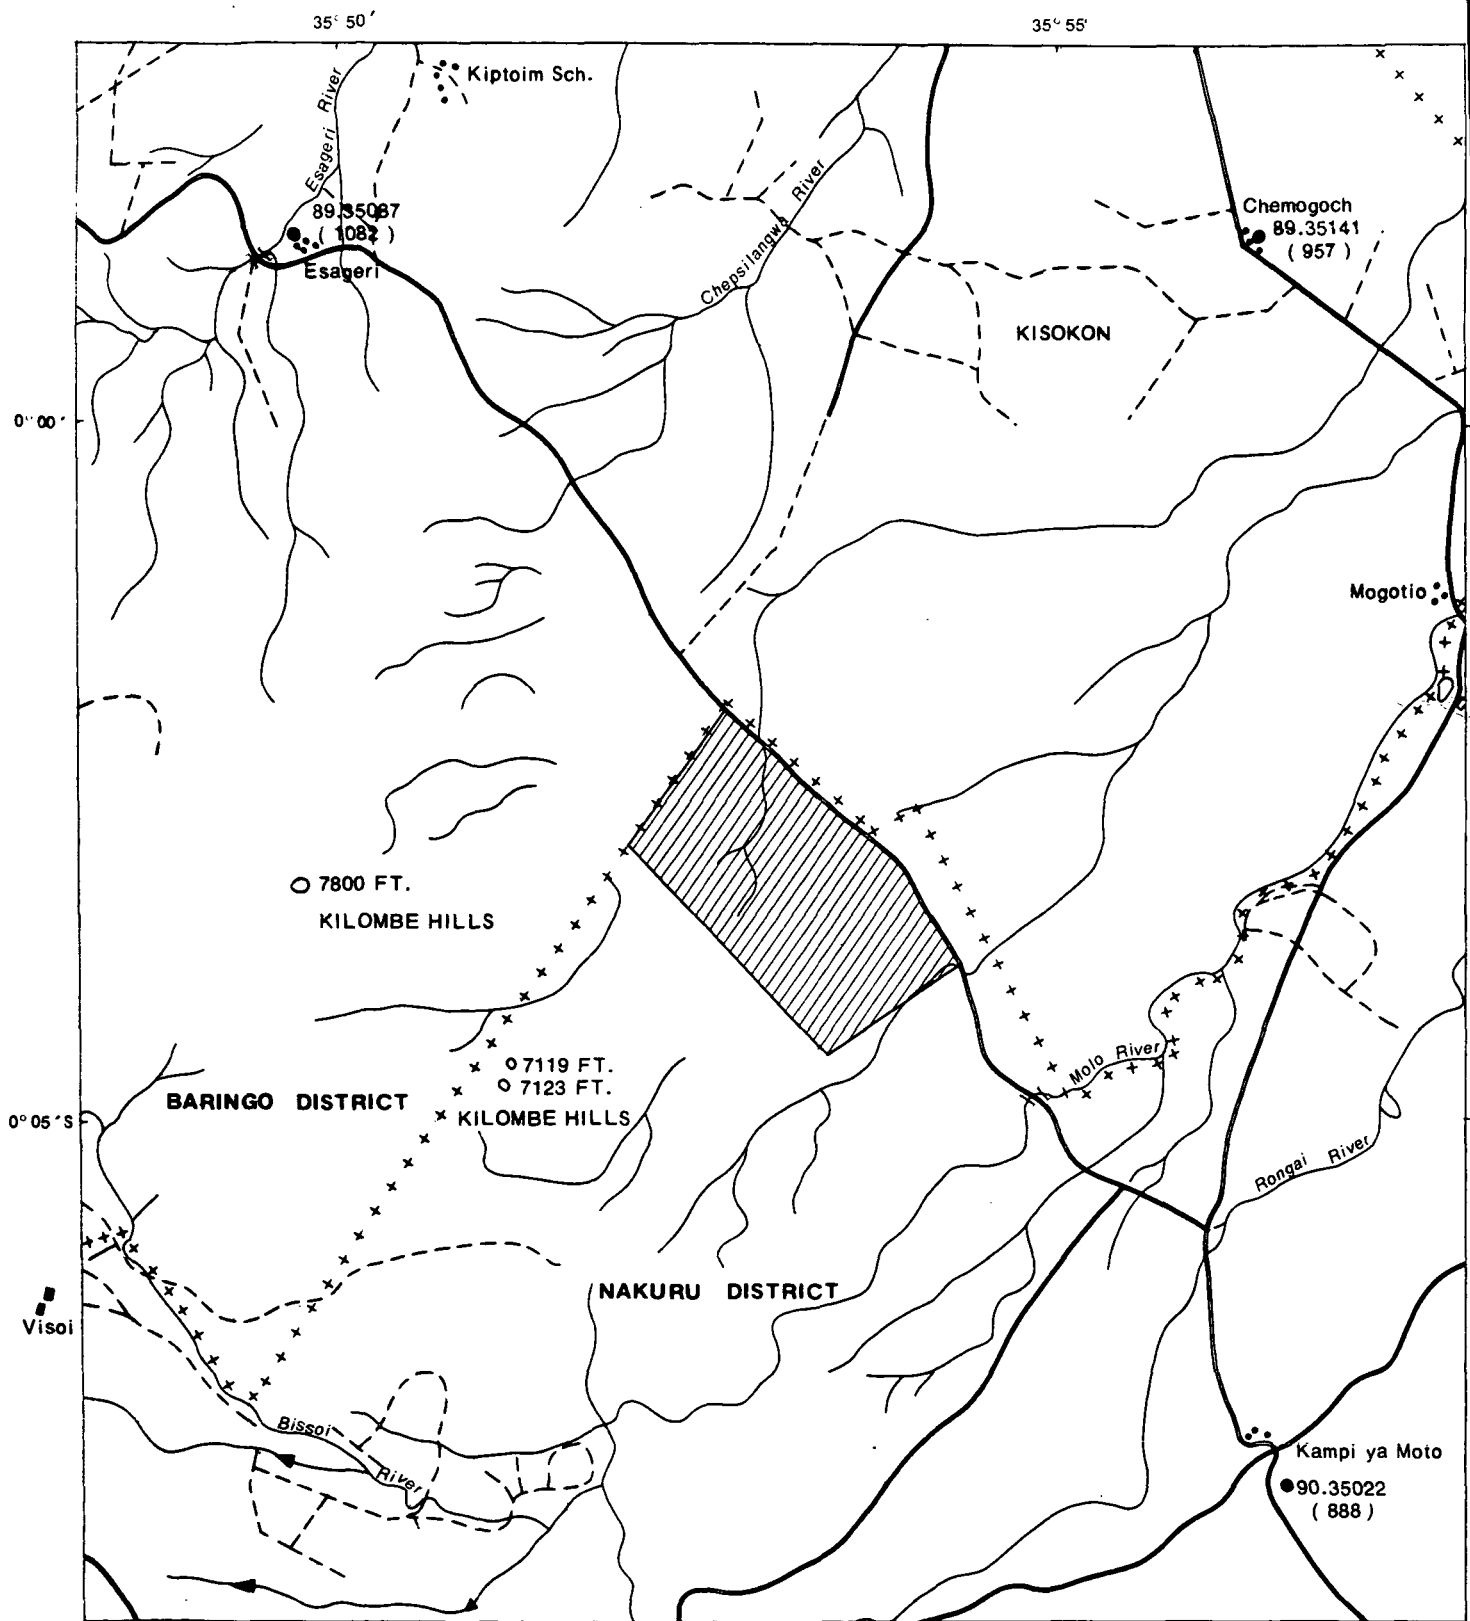 35° 50'
35° 55'
Kiptoim Sch.
Esageri River
89.35087
( 1082 )
Esageri
Chepsilangwa River
Chemogoch
89.35141
( 957 )
KISOKON
0° 00'
Mogotio
7800 FT.
KILOMBE HILLS
7119 FT.
7123 FT.
KILOMBE HILLS
BARINGO DISTRICT
0° 05'S
Molo River
Rongai River
NAKURU DISTRICT
Visoi
Bissoi River
Kampi ya Moto
90.35022
( 888 )